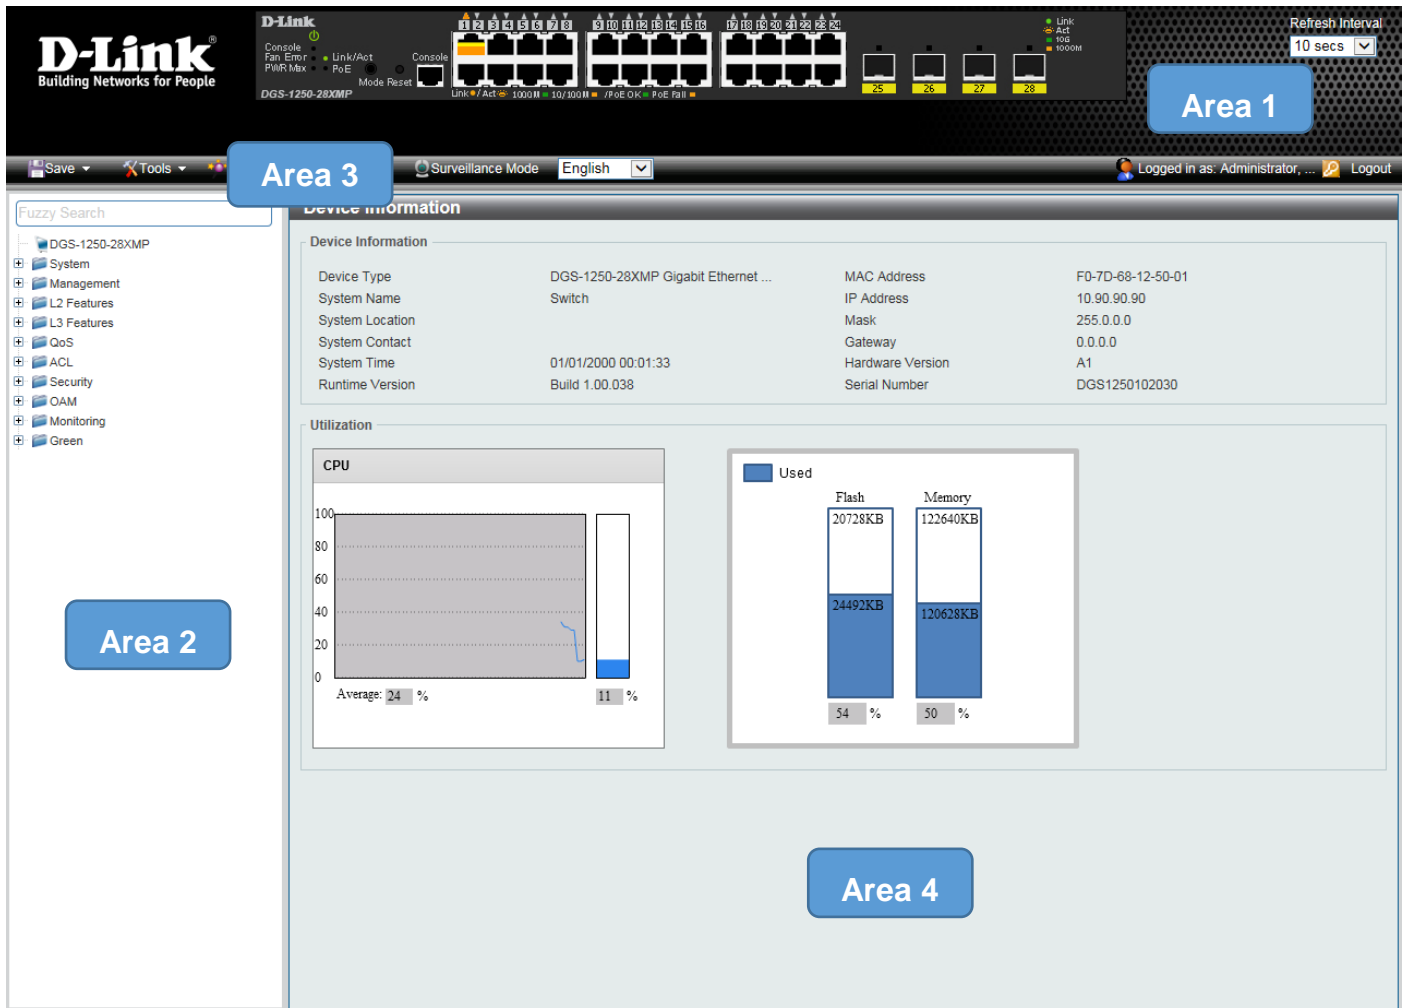 D-Link®
Building Networks for People
D-Link
Console
Fan Error
PWR Max
Link/Act
PoE
Mode Reset
Console
DGS-1250-28XMP
1 2 3 4 5 6 7 8
9 10 11 12 13 14 15 16
17 18 19 20 21 22 23 24
Link / Act 1000M 10/100M /PoE OK PoE Fail
25 26 27 28
Link
Act
10G
1000M
Refresh Interval
10 secs
Area 1
Save
Tools
Area 3
Surveillance Mode
English
Logged in as: Administrator, ...
Logout
Fuzzy Search
DGS-1250-28XMP
System
Management
L2 Features
L3 Features
QoS
ACL
Security
OAM
Monitoring
Green
Area 2
Device Information
Device Information
Device Type DGS-1250-28XMP Gigabit Ethernet ... MAC Address F0-7D-68-12-50-01
System Name Switch IP Address 10.90.90.90
System Location Mask 255.0.0.0
System Contact Gateway 0.0.0.0
System Time 01/01/2000 00:01:33 Hardware Version A1
Runtime Version Build 1.00.038 Serial Number DGS1250102030
Utilization
CPU
100
80
60
40
20
0
Average: 24 %
11 %
Used
Flash Memory
20728KB 122640KB
24492KB 120628KB
54 % 50 %
Area 4